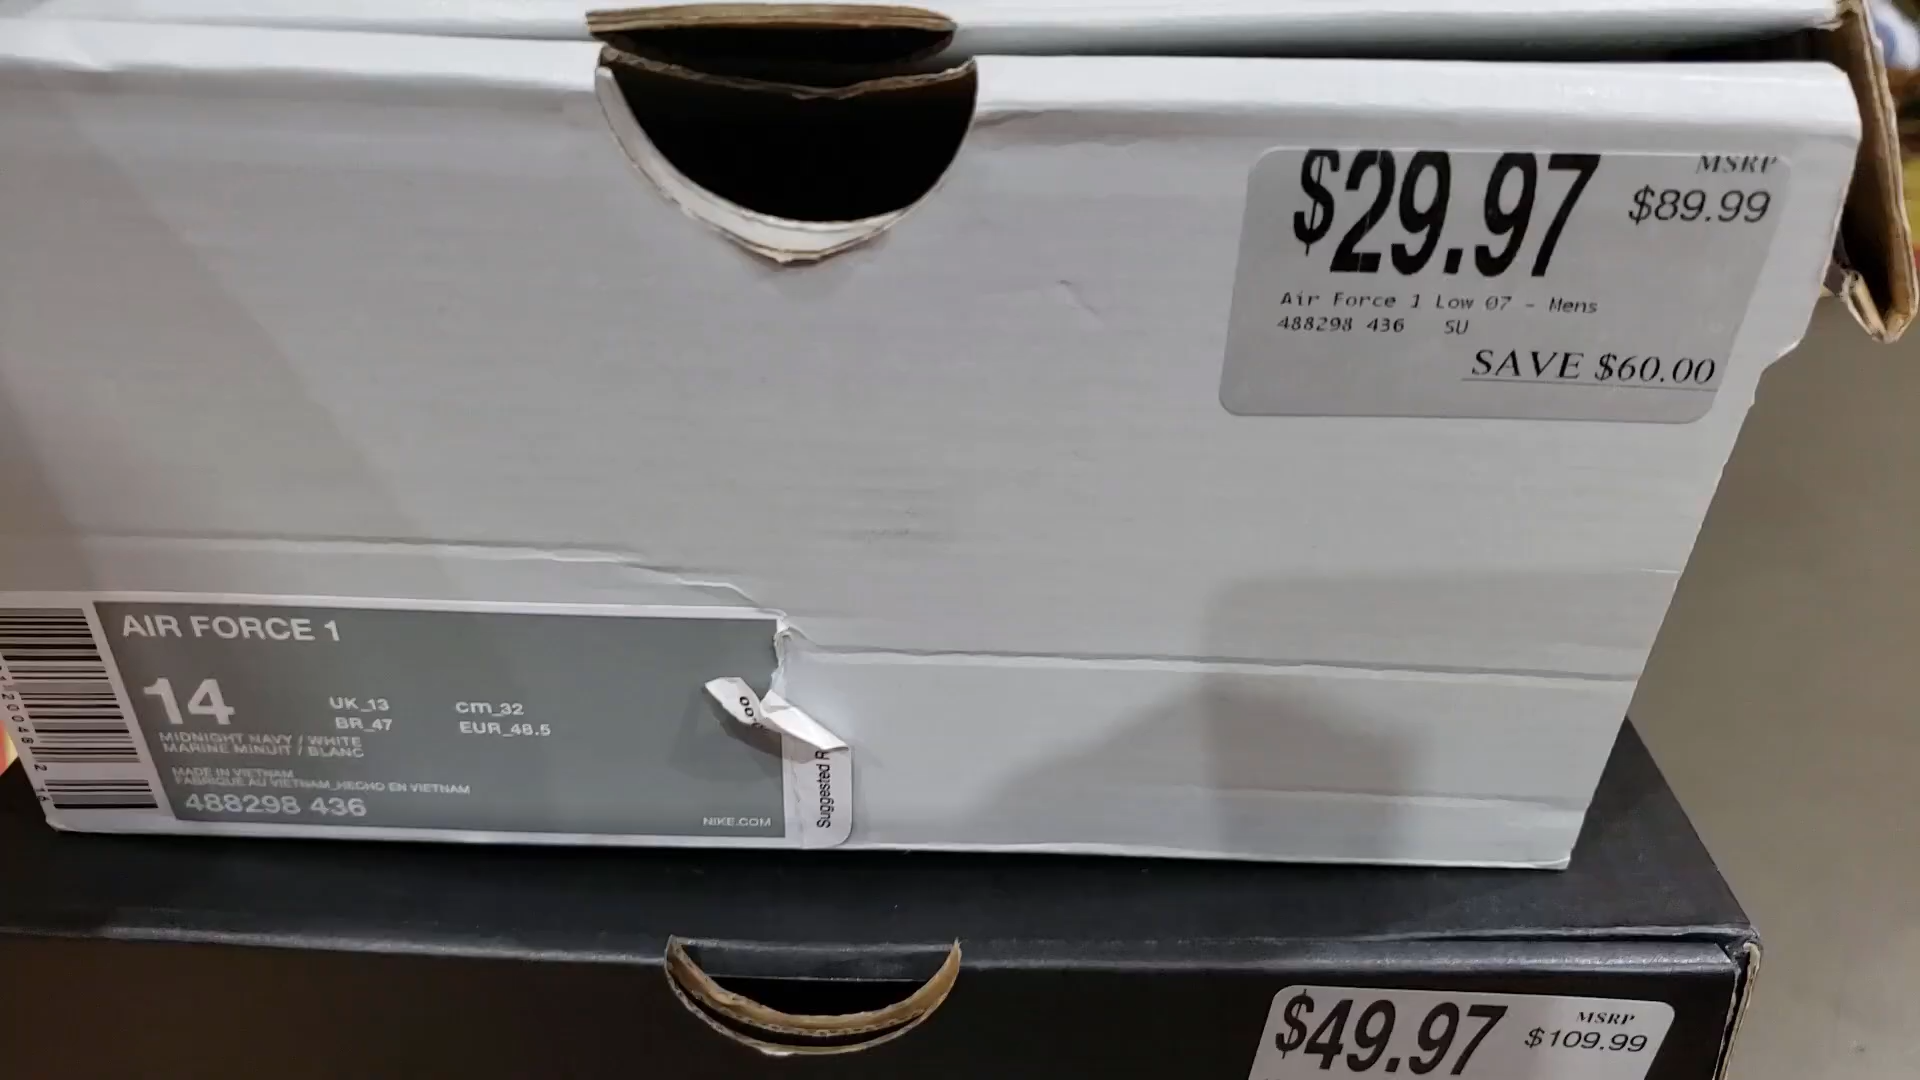 $29.97
MSRP
$89.99
Air Force 1 Low 07 - Mens
488298 436 SU
SAVE $60.00
AIR FORCE 1
14
UK_13 cm_32
BR_47 EUR_48.5
MIDNIGHT NAVY / WHITE
MARINE MINUIT / BLANC
MADE IN VIETNAM
FABRIQUE AU VIETNAM_HECHO EN VIETNAM
488298 436
NIKE.COM
Suggested R
$49.97
MSRP
$109.99